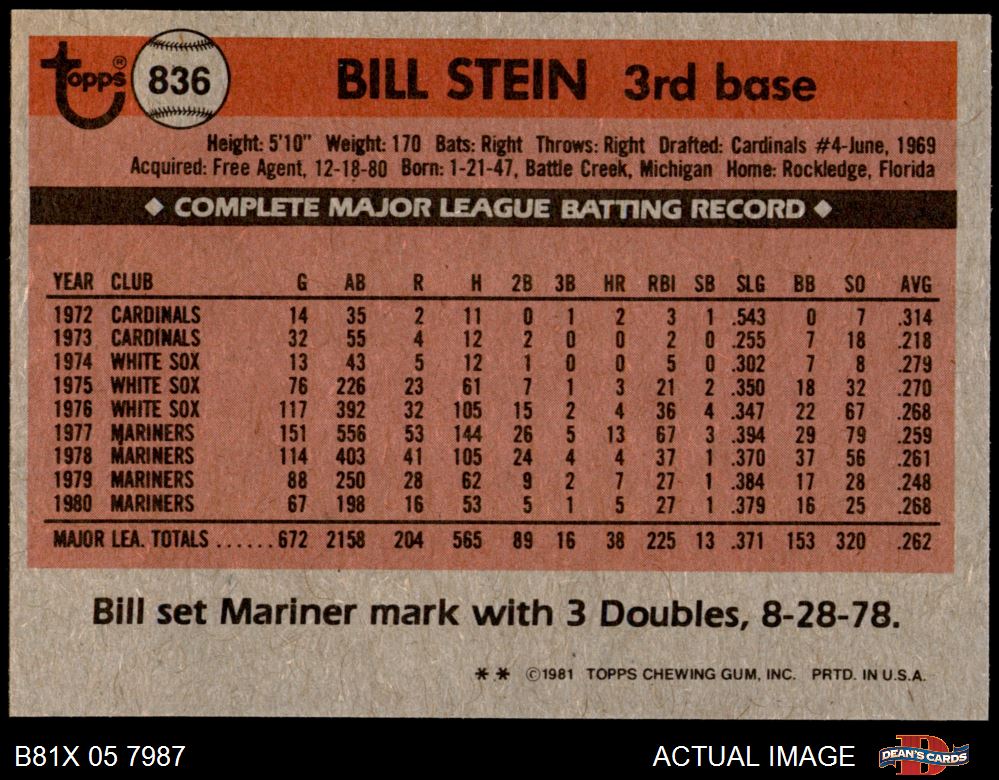 Topps® 836 BILL STEIN 3rd base
Height: 5'10" Weight: 170 Bats: Right Throws: Right Drafted: Cardinals #4-June, 1969
Acquired: Free Agent, 12-18-80 Born: 1-21-47, Battle Creek, Michigan Home: Rockledge, Florida
◆ COMPLETE MAJOR LEAGUE BATTING RECORD ◆
YEAR CLUB G AB R H 2B 3B HR RBI SB SLG BB SO AVG
1972 CARDINALS 14 35 2 11 0 1 2 3 1 .543 0 7 .314
1973 CARDINALS 32 55 4 12 2 0 0 2 0 .255 7 18 .218
1974 WHITE SOX 13 43 5 12 1 0 0 5 0 .302 7 8 .279
1975 WHITE SOX 76 226 23 61 7 1 3 21 2 .350 18 32 .270
1976 WHITE SOX 117 392 32 105 15 2 4 36 4 .347 22 67 .268
1977 MARINERS 151 556 53 144 26 5 13 67 3 .394 29 79 .259
1978 MARINERS 114 403 41 105 24 4 4 37 1 .370 37 56 .261
1979 MARINERS 88 250 28 62 9 2 7 27 1 .384 17 28 .248
1980 MARINERS 67 198 16 53 5 1 5 27 1 .379 16 25 .268
MAJOR LEA. TOTALS ......672 2158 204 565 89 16 38 225 13 .371 153 320 .262
Bill set Mariner mark with 3 Doubles, 8-28-78.
** ©1981 TOPPS CHEWING GUM, INC. PRTD. IN U.S.A.
B81X 05 7987 ACTUAL IMAGE DEAN'S CARDS